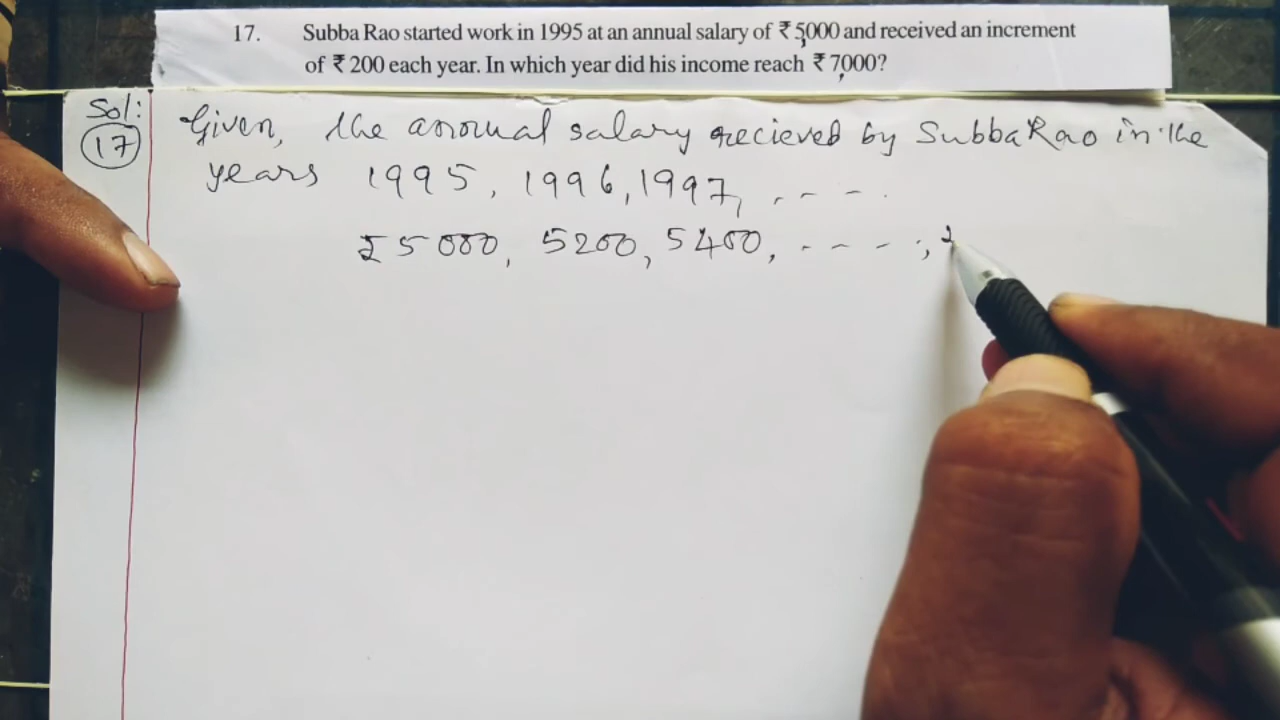 17. Subba Rao started work in 1995 at an annual salary of ₹ 5000 and received an increment
of ₹ 200 each year. In which year did his income reach ₹ 7000?
Sol:
17
Given, the annual salary recieved by SubbaRao in the
years 1995, 1996, 1997, - - - .
₹ 5000, 5200, 5400, - - - - ,